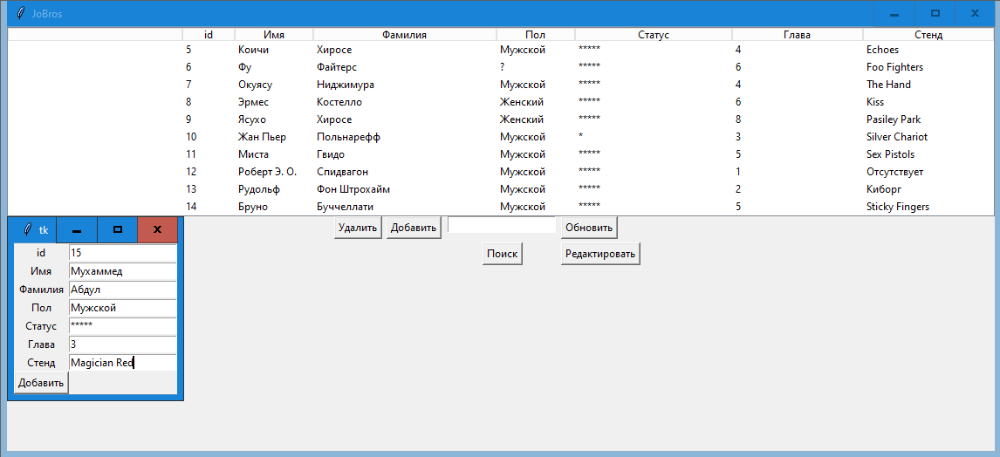 JoBros
id Имя Фамилия Пол Статус Глава Стенд
5 Коичи Хиросе Мужской ***** 4 Echoes
6 Фу Файтерс ? ***** 6 Foo Fighters
7 Окуясу Ниджимура Мужской ***** 4 The Hand
8 Эрмес Костелло Женский ***** 6 Kiss
9 Ясухо Хиросе Женский ***** 8 Pasiley Park
10 Жан Пьер Польнарефф Мужской * 3 Silver Chariot
11 Миста Гвидо Мужской ***** 5 Sex Pistols
12 Роберт Э. О. Спидвагон Мужской ***** 1 Отсутствует
13 Рудольф Фон Штрохайм Мужской ***** 2 Киборг
14 Бруно Буччеллати Мужской ***** 5 Sticky Fingers
Удалить Добавить Обновить
Поиск Редактировать
tk
id 15
Имя Мухаммед
Фамилия Абдул
Пол Мужской
Статус *****
Глава 3
Стенд Magician Red
Добавить